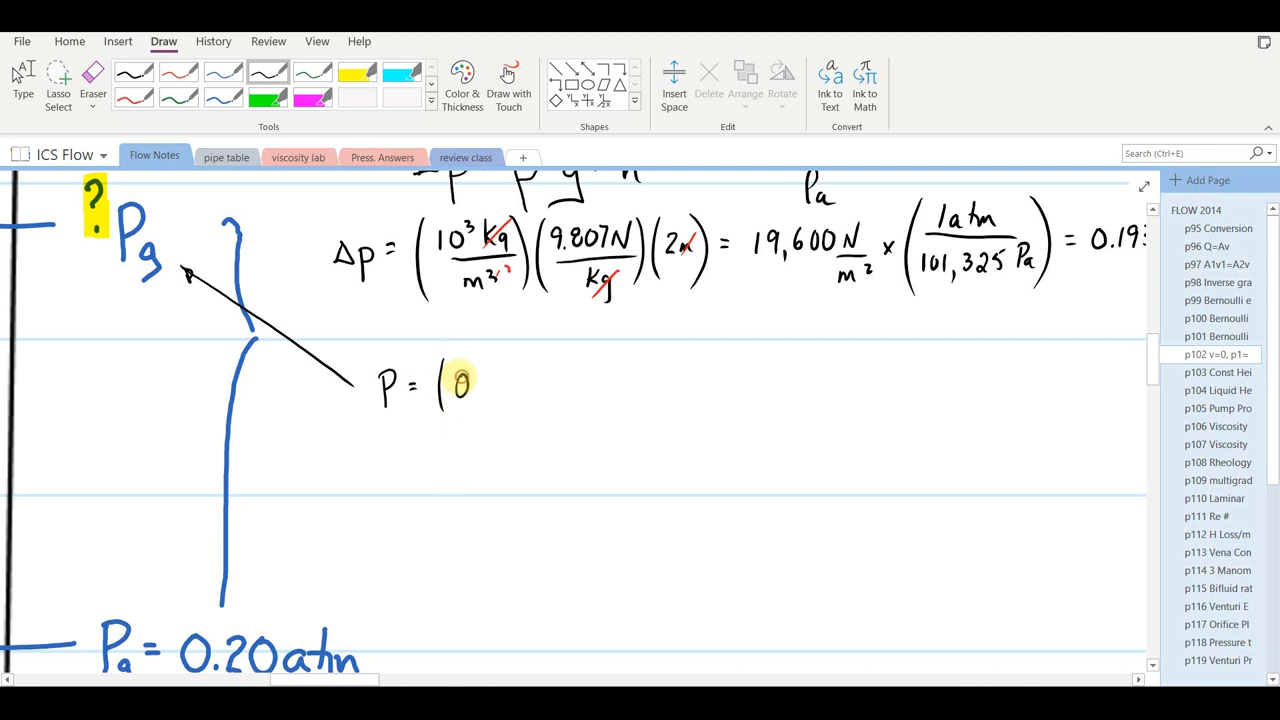 File Home Insert Draw History Review View Help
Type Lasso Select Eraser Color & Thickness Draw with Touch Insert Space Delete Arrange Rotate Ink to Text Ink to Math
Tools Shapes Edit Convert
ICS Flow Flow Notes pipe table viscosity lab Press. Answers review class + Search (Ctrl+E)
+ Add Page
FLOW 2014
p95 Conversion
p96 Q=Av
p97 A1v1=A2v
p98 Inverse gra
p99 Bernoulli e
p100 Bernoulli
p101 Bernoulli
p102 v=0, p1=
p103 Const Hei
p104 Liquid He
p105 Pump Pro
p106 Viscosity
p107 Viscosity
p108 Rheology
p109 multigrad
p110 Laminar
p111 Re #
p112 H Loss/m
p113 Vena Con
p114 3 Manom
p115 Bifluid rat
p116 Venturi E
p117 Orifice Pl
p118 Pressure t
p119 Venturi Pr
? Pg
Pa
Δp = (10³ Kg / m³ ²) (9.807N / Kg) (2m) = 19,600 N / m² × (1atm / 101,325 Pa) = 0.193
P = (0
Pa = 0.20atm